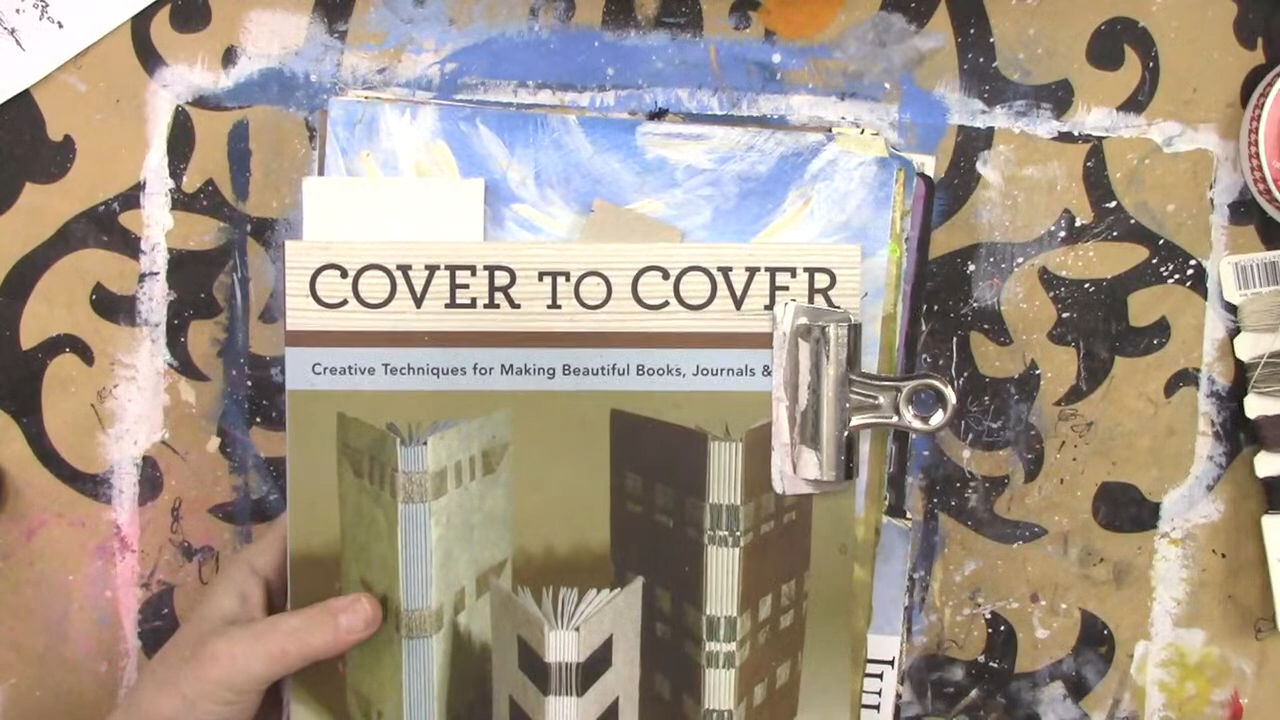 COVER TO COVER
Creative Techniques for Making Beautiful Books, Journals &